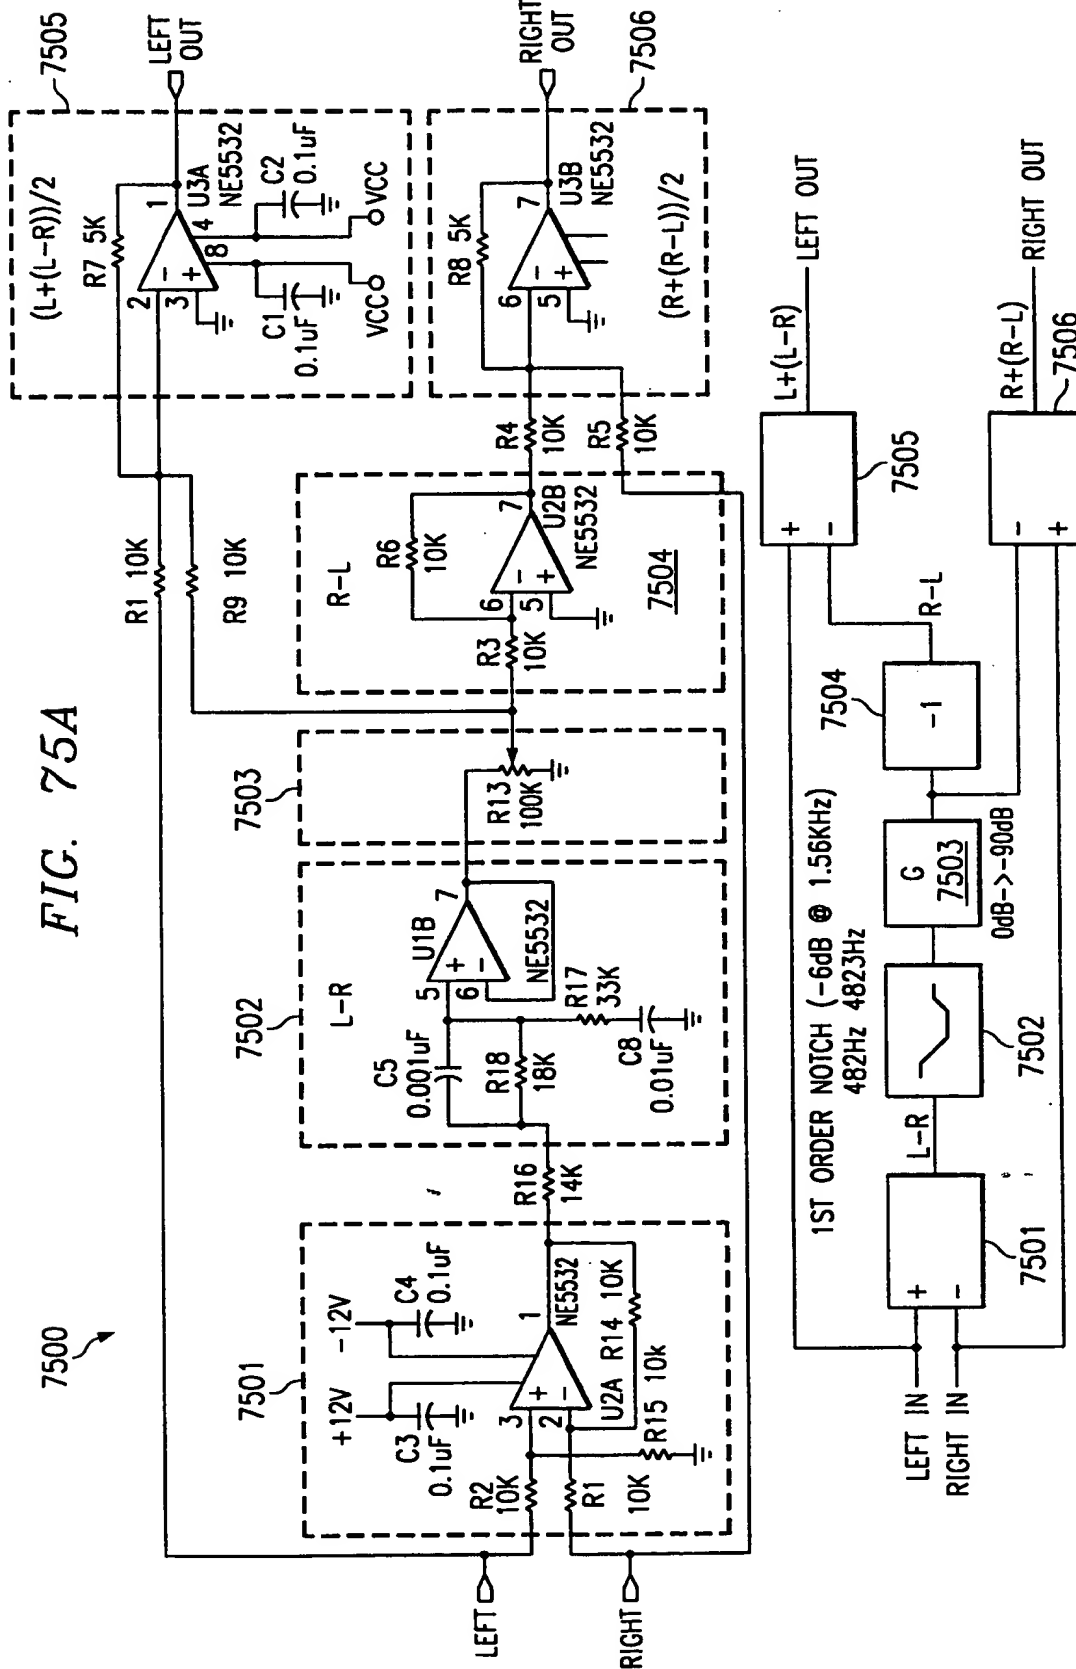 FIG. 75A
7500
7501
+12V
-12V
C3
0.1uF
C4
0.1uF
LEFT
RIGHT
R2
10K
R1
10K
3
2
+
-
1
U2A
NE5532
R14 10K
R15 10k
R16
14K
7502
L-R
C5
0.001uF
R18
18K
5
6
+
-
7
U1B
NE5532
R17
33K
C8
0.01uF
7503
R13
100K
R-L
R3
10K
R6
10K
6
5
-
+
7
U2B
NE5532
7504
R1 10K
R9 10K
R4
10K
R5
10K
7505
(L+(L-R))/2
R7 5K
2
3
-
+
1
U3A
NE5532
8
4
C1
0.1uF
C2
0.1uF
VCC
VCC
LEFT
OUT
7506
R8 5K
6
5
-
+
7
U3B
NE5532
(R+(R-L))/2
RIGHT
OUT
1ST ORDER NOTCH (-6dB @ 1.56KHz)
482Hz 4823Hz
LEFT IN
RIGHT IN
+
-
7501
L-R
7502
G
7503
0dB->-90dB
7504
-1
R-L
+
-
7505
L+(L-R)
LEFT OUT
-
+
7506
R+(R-L)
RIGHT OUT